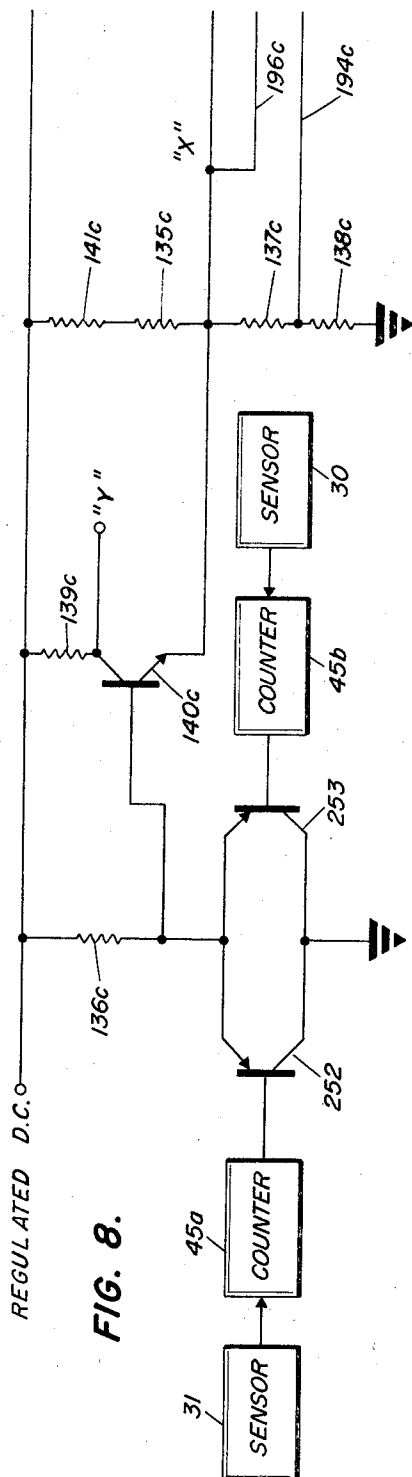 REGULATED D.C.
136c
139c
"Y"
140c
141c
135c
"X"
196c
137c
194c
138c
31
SENSOR
45a
COUNTER
252
253
COUNTER
45b
SENSOR
30
FIG. 8.